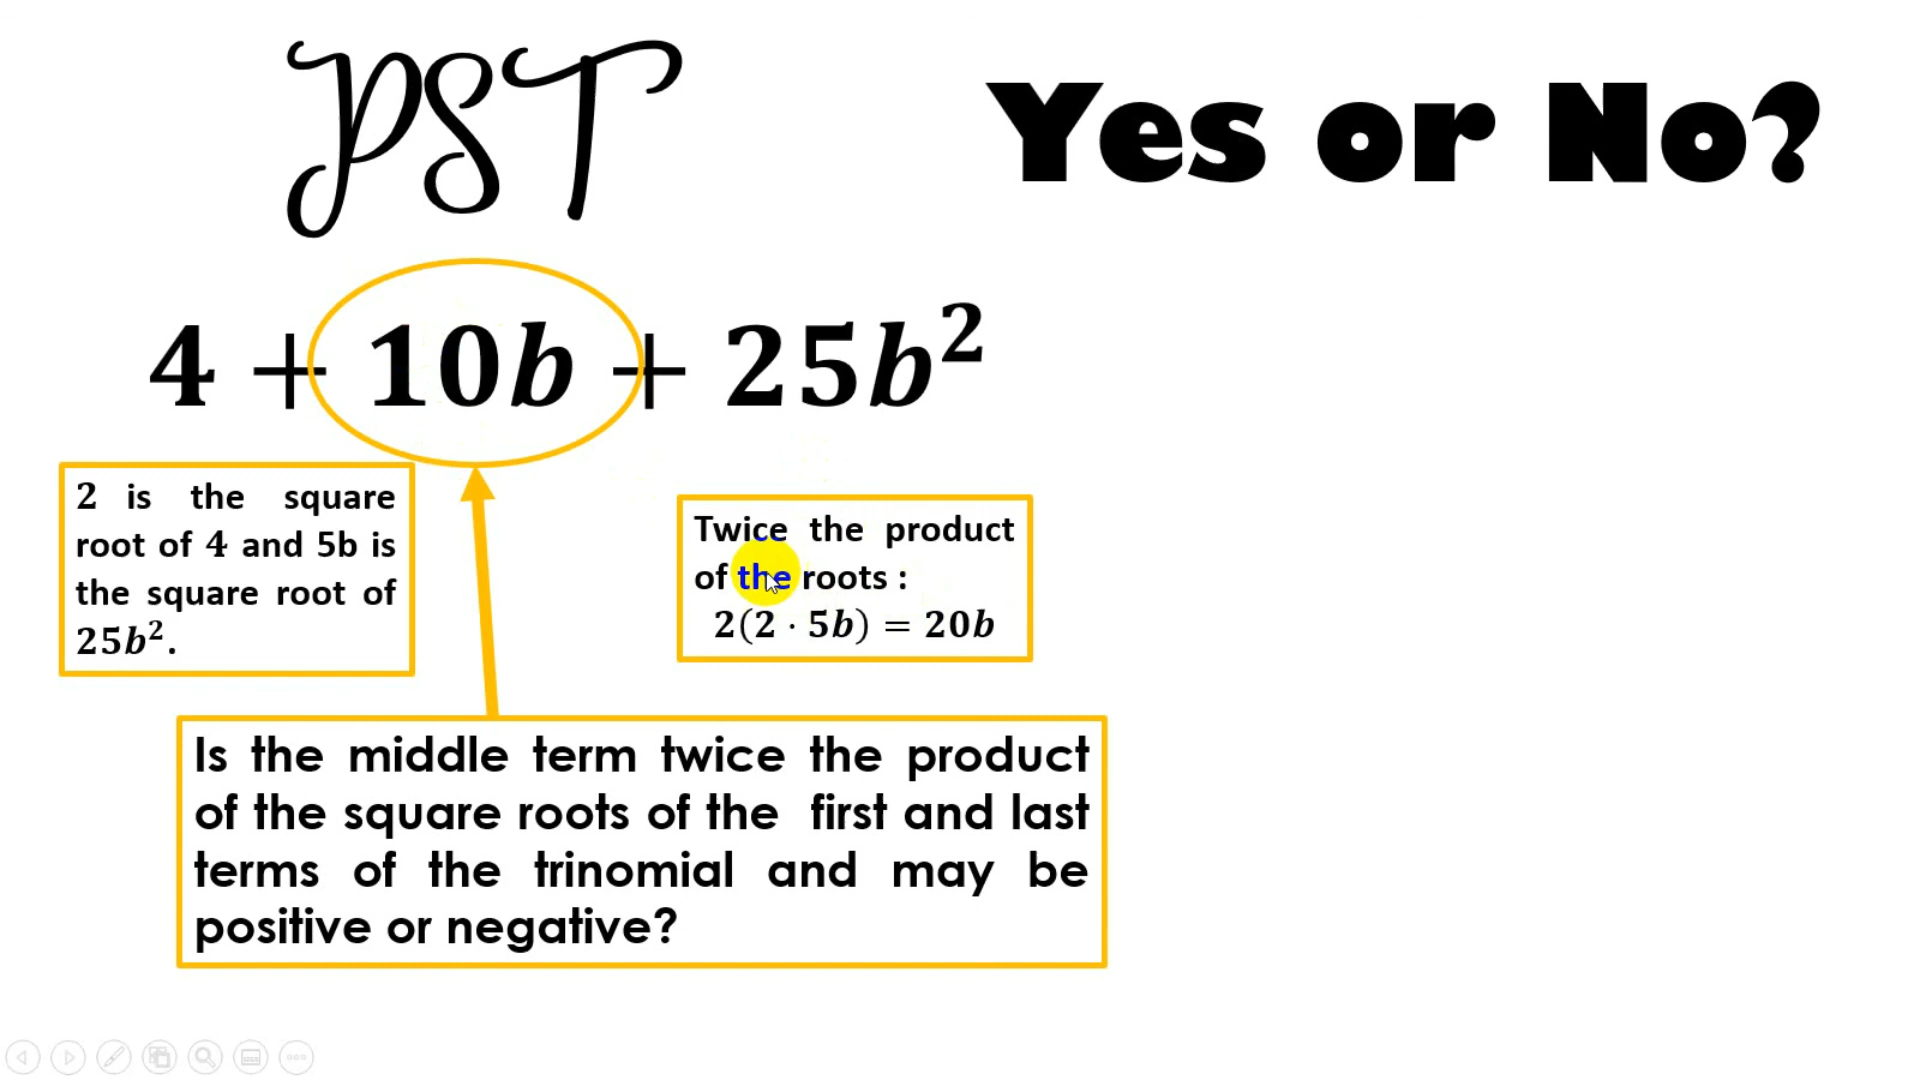 PST
Yes or No?
4 + 10b + 25b²
2 is the square
root of 4 and 5b is
the square root of
25b².
Twice the product
of the roots :
2(2 · 5b) = 20b
Is the middle term twice the product
of the square roots of the first and last
terms of the trinomial and may be
positive or negative?